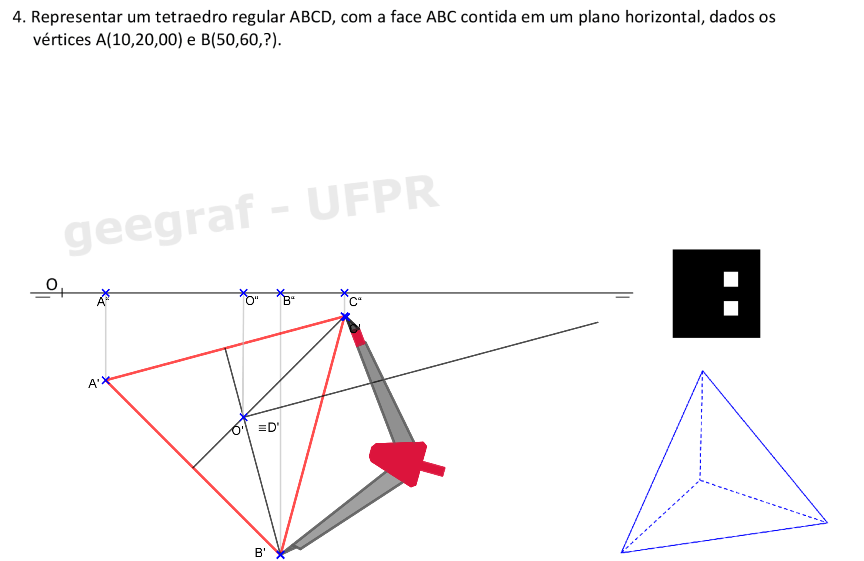 4. Representar um tetraedro regular ABCD, com a face ABC contida em um plano horizontal, dados os
vértices A(10,20,00) e B(50,60,?).
geegraf - UFPR
O
A"
O"
B"
C"
A'
O'
≡D'
B'